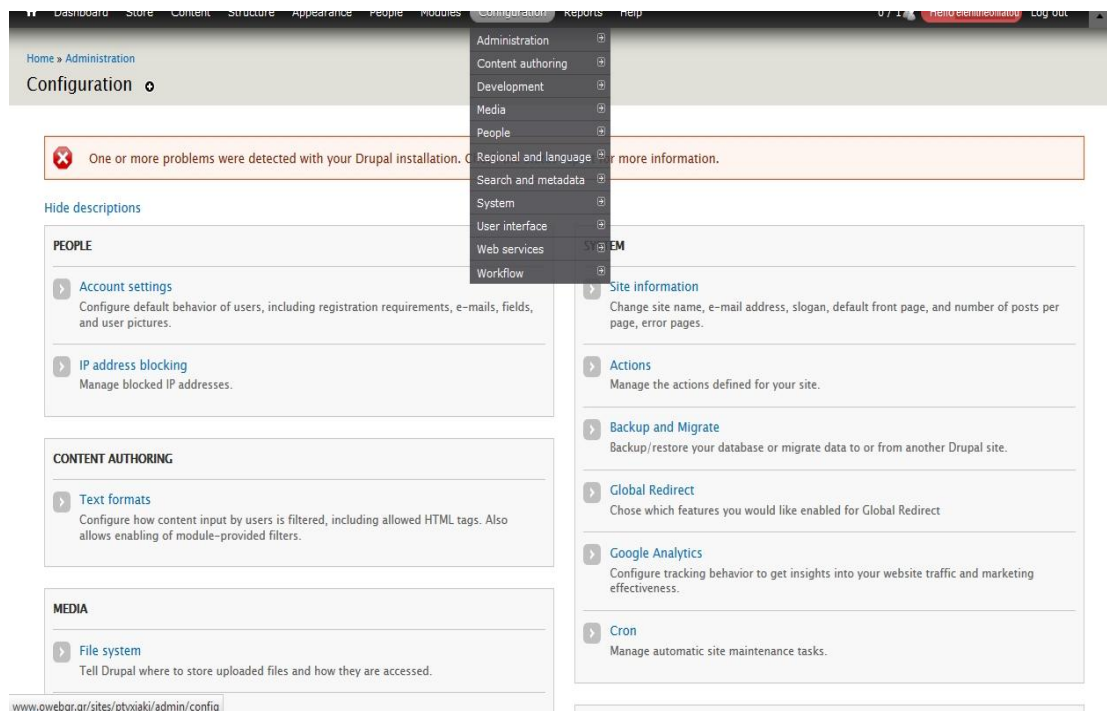 Dashboard Store Content Structure Appearance People Modules Configuration Reports Help 0 / 1 Hello Log out
Home » Administration
Configuration
Administration
Content authoring
Development
Media
People
Regional and language
Search and metadata
System
User interface
Web services
Workflow
One or more problems were detected with your Drupal installation. for more information.
Hide descriptions
PEOPLE
Account settings
Configure default behavior of users, including registration requirements, e-mails, fields,
and user pictures.
IP address blocking
Manage blocked IP addresses.
CONTENT AUTHORING
Text formats
Configure how content input by users is filtered, including allowed HTML tags. Also
allows enabling of module-provided filters.
MEDIA
File system
Tell Drupal where to store uploaded files and how they are accessed.
SYSTEM
Site information
Change site name, e-mail address, slogan, default front page, and number of posts per
page, error pages.
Actions
Manage the actions defined for your site.
Backup and Migrate
Backup/restore your database or migrate data to or from another Drupal site.
Global Redirect
Chose which features you would like enabled for Global Redirect
Google Analytics
Configure tracking behavior to get insights into your website traffic and marketing
effectiveness.
Cron
Manage automatic site maintenance tasks.
www.owebgr.gr/sites/ptyxiaki/admin/config